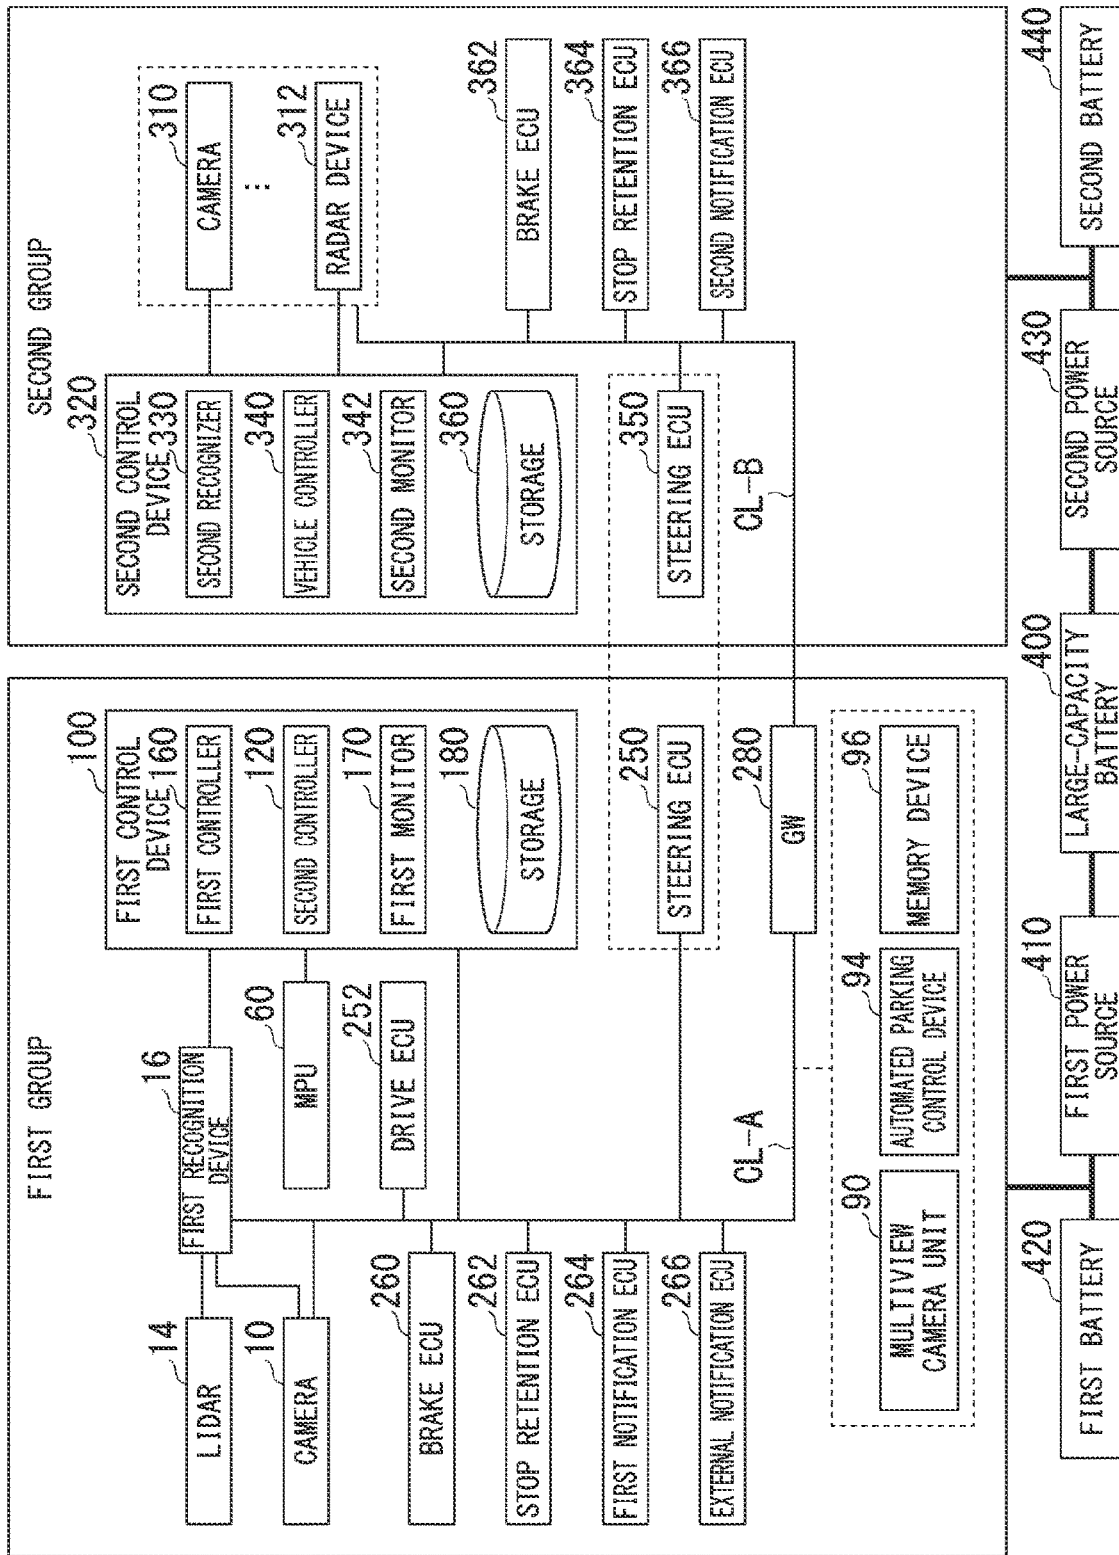 FIRST GROUP
14
LIDAR
10
CAMERA
16
FIRST RECOGNITION
DEVICE
60
MPU
252
DRIVE ECU
260
BRAKE ECU
262
STOP RETENTION ECU
264
FIRST NOTIFICATION ECU
266
EXTERNAL NOTIFICATION ECU
100
FIRST CONTROL
DEVICE
160
FIRST CONTROLLER
120
SECOND CONTROLLER
170
FIRST MONITOR
180
STORAGE
250
STEERING ECU
280
GW
CL-A
90
MULTIVIEW
CAMERA UNIT
94
AUTOMATED PARKING
CONTROL DEVICE
96
MEMORY DEVICE
SECOND GROUP
320
SECOND CONTROL
DEVICE
330
SECOND RECOGNIZER
340
VEHICLE CONTROLLER
342
SECOND MONITOR
360
STORAGE
310
CAMERA
...
312
RADAR DEVICE
350
STEERING ECU
362
BRAKE ECU
364
STOP RETENTION ECU
366
SECOND NOTIFICATION ECU
CL-B
420
FIRST BATTERY
410
FIRST POWER
SOURCE
400
LARGE-CAPACITY
BATTERY
430
SECOND POWER
SOURCE
440
SECOND BATTERY